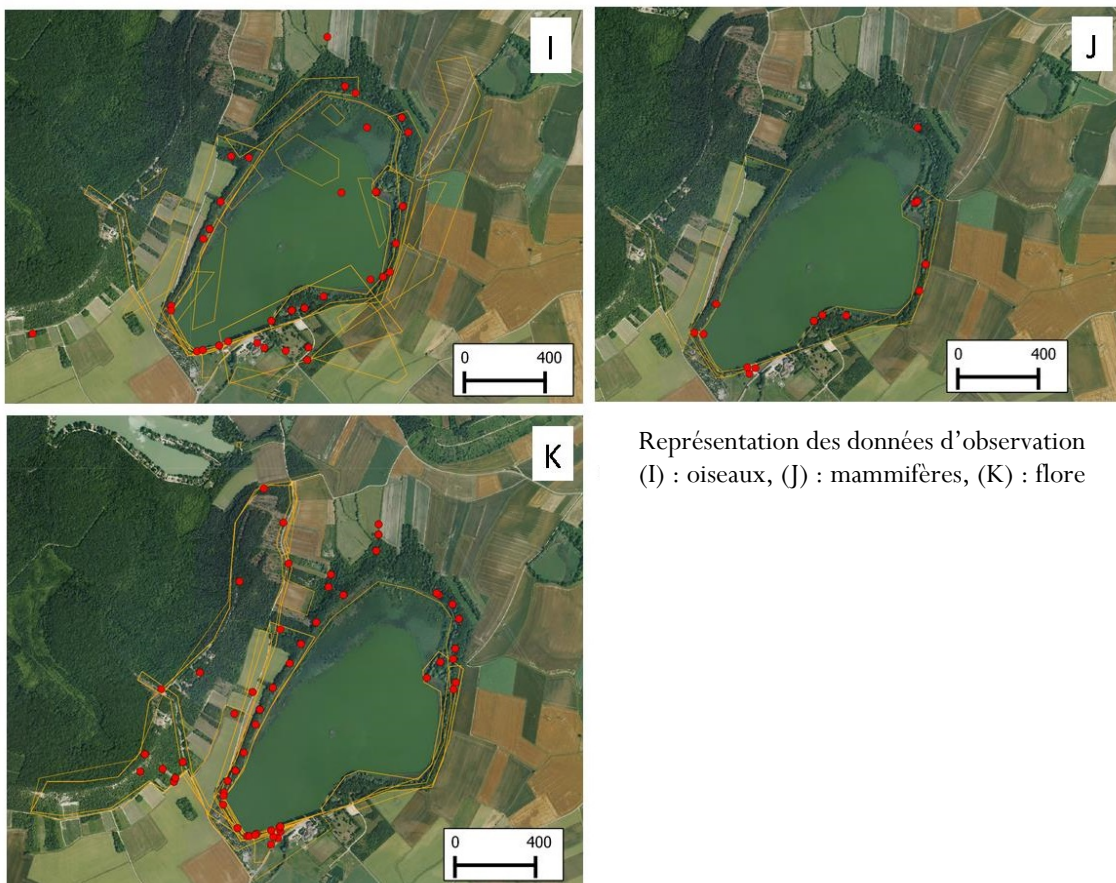 I
0 400
J
0 400
K
0 400
Représentation des données d’observation
(I) : oiseaux, (J) : mammifères, (K) : flore